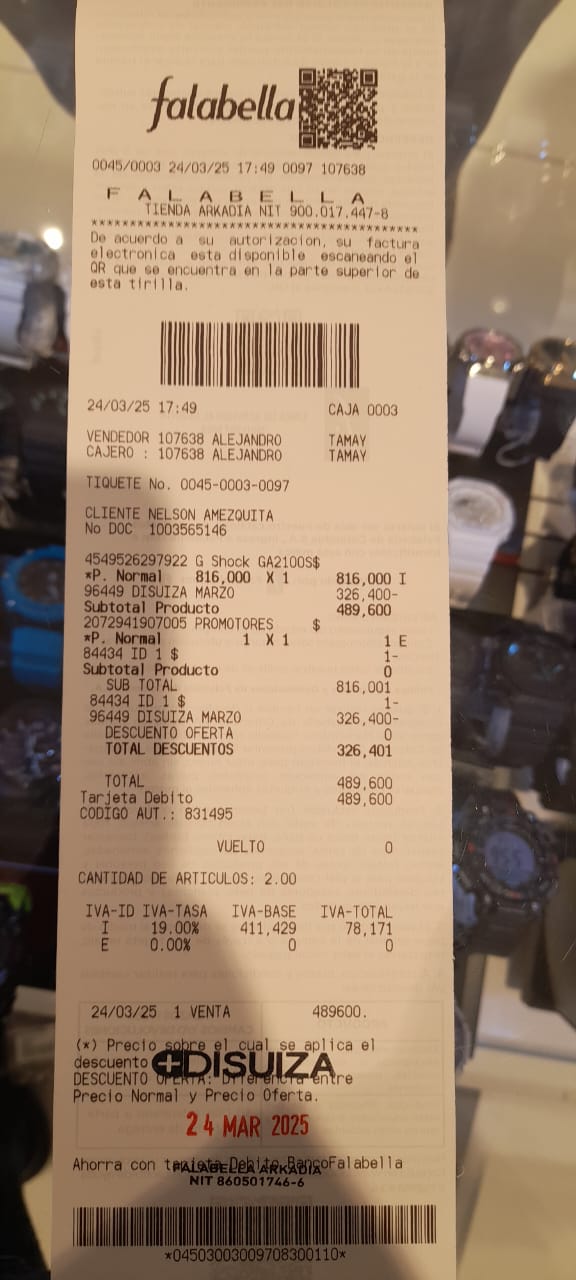 falabella
0045/0003 24/03/25 17:49 0097 107638
F A L A B E L L A
TIENDA ARKADIA NIT 900.017.447-8
****************************************
De acuerdo a su autorizacion, su factura
electronica esta disponible escaneando el
QR que se encuentra en la parte superior de
esta tirilla.
24/03/25 17:49 CAJA 0003
VENDEDOR 107638 ALEJANDRO TAMAY
CAJERO : 107638 ALEJANDRO TAMAY
TIQUETE No. 0045-0003-0097
CLIENTE NELSON AMEZQUITA
No DOC 1003565146
4549526297922 G Shock GA2100S$
*P. Normal 816,000 X 1 816,000 I
96449 DISUIZA MARZO 326,400-
Subtotal Producto 489,600
2072941907005 PROMOTORES $
*P. Normal 1 X 1 1 E
84434 ID 1 $ 1-
Subtotal Producto 0
SUB TOTAL 816,001
84434 ID 1 $ 1-
96449 DISUIZA MARZO 326,400-
DESCUENTO OFERTA 0
TOTAL DESCUENTOS 326,401
TOTAL 489,600
Tarjeta Debito 489,600
CODIGO AUT.: 831495
VUELTO 0
CANTIDAD DE ARTICULOS: 2.00
IVA-ID IVA-TASA IVA-BASE IVA-TOTAL
I 19.00% 411,429 78,171
E 0.00% 0 0
24/03/25 1 VENTA 489600.
(*) Precio sobre el cual se aplica el
descuento
DISUIZA
DESCUENTO OFERTA: Diferencia entre
Precio Normal y Precio Oferta.
24 MAR 2025
Ahorra con tarjeta Debito BancoFalabella
FALABELLA ARKADIA
NIT 860501746-6
*04503003009708300110*